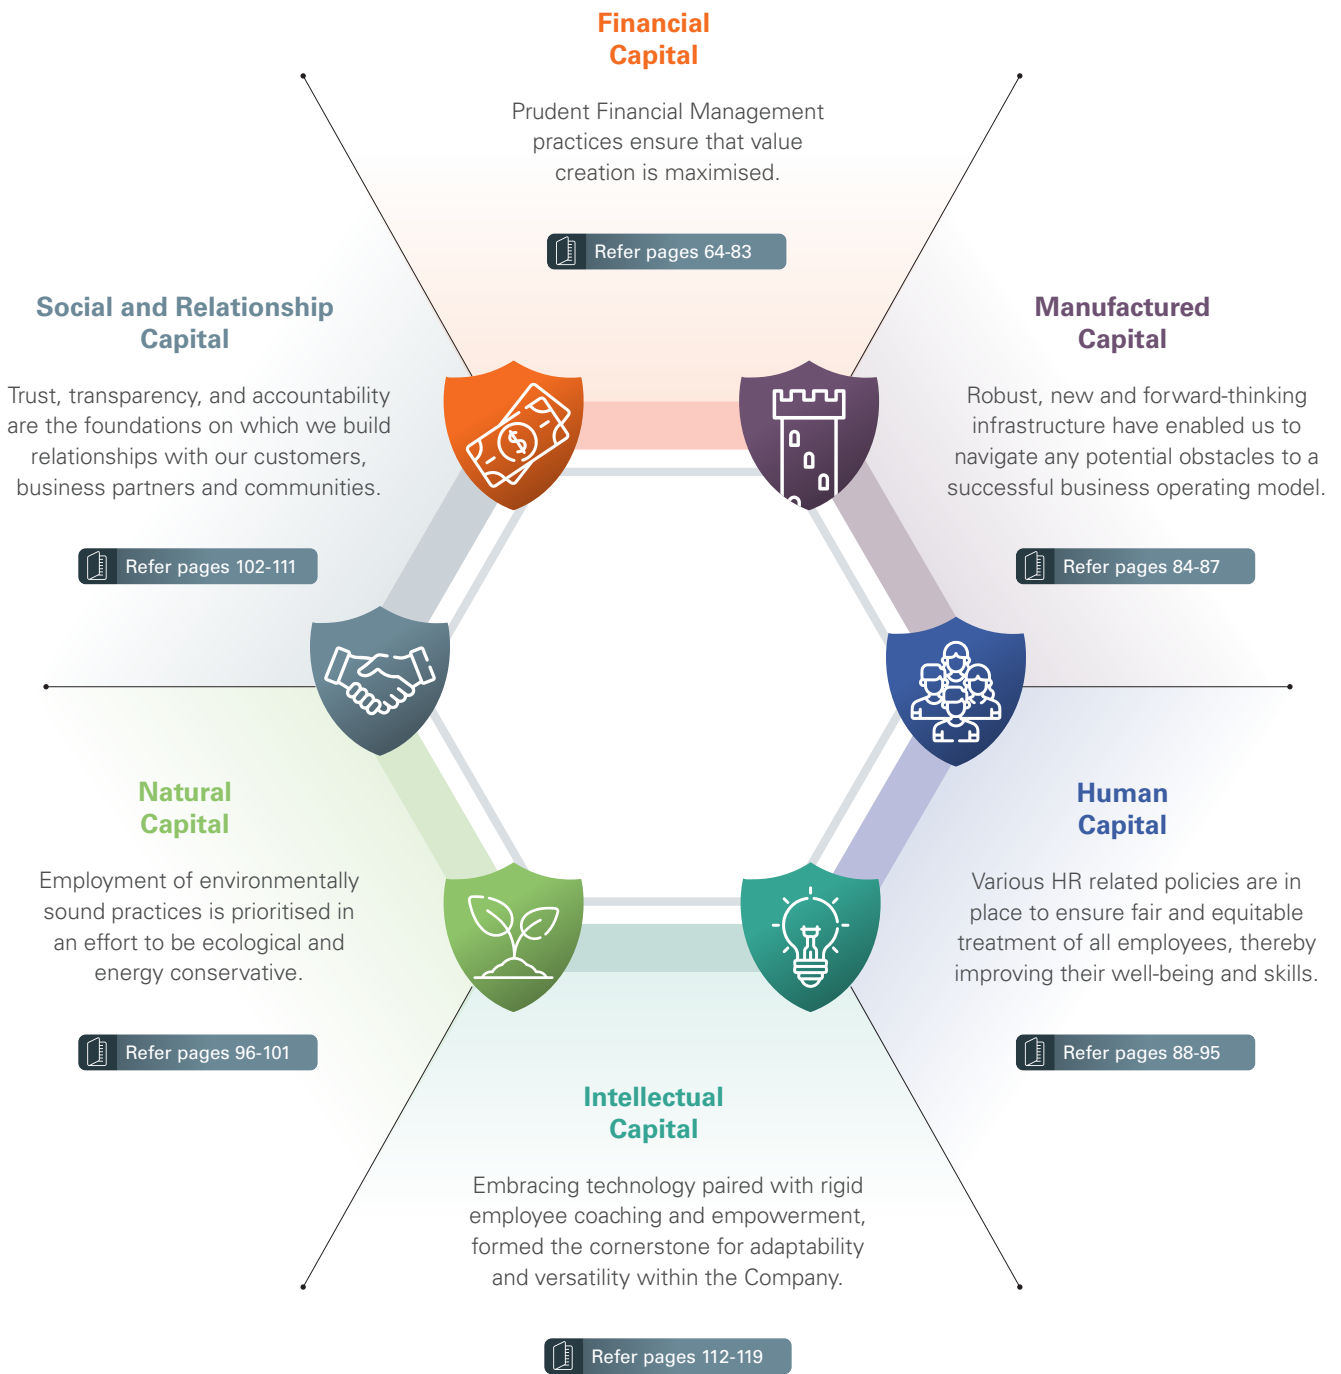 Financial
Capital
Prudent Financial Management
practices ensure that value
creation is maximised.
Refer pages 64-83
Social and Relationship
Capital
Trust, transparency, and accountability
are the foundations on which we build
relationships with our customers,
business partners and communities.
Refer pages 102-111
Manufactured
Capital
Robust, new and forward-thinking
infrastructure have enabled us to
navigate any potential obstacles to a
successful business operating model.
Refer pages 84-87
Natural
Capital
Employment of environmentally
sound practices is prioritised in
an effort to be ecological and
energy conservative.
Refer pages 96-101
Human
Capital
Various HR related policies are in
place to ensure fair and equitable
treatment of all employees, thereby
improving their well-being and skills.
Refer pages 88-95
Intellectual
Capital
Embracing technology paired with rigid
employee coaching and empowerment,
formed the cornerstone for adaptability
and versatility within the Company.
Refer pages 112-119